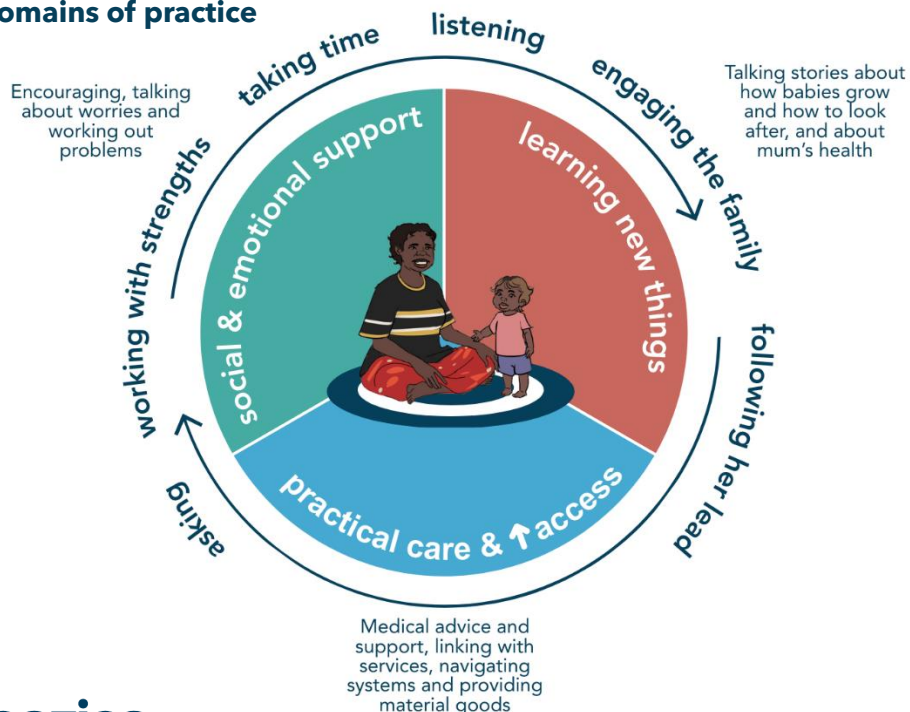 omains of practice
taking time
listening
engaging the family
Encouraging, talking
about worries and
working out
problems
Talking stories about
how babies grow
and how to look
after, and about
mum's health
working with strengths
social & emotional support
learning new things
following her lead
asking
practical care & ↑ access
Medical advice and
support, linking with
services, navigating
systems and providing
material goods